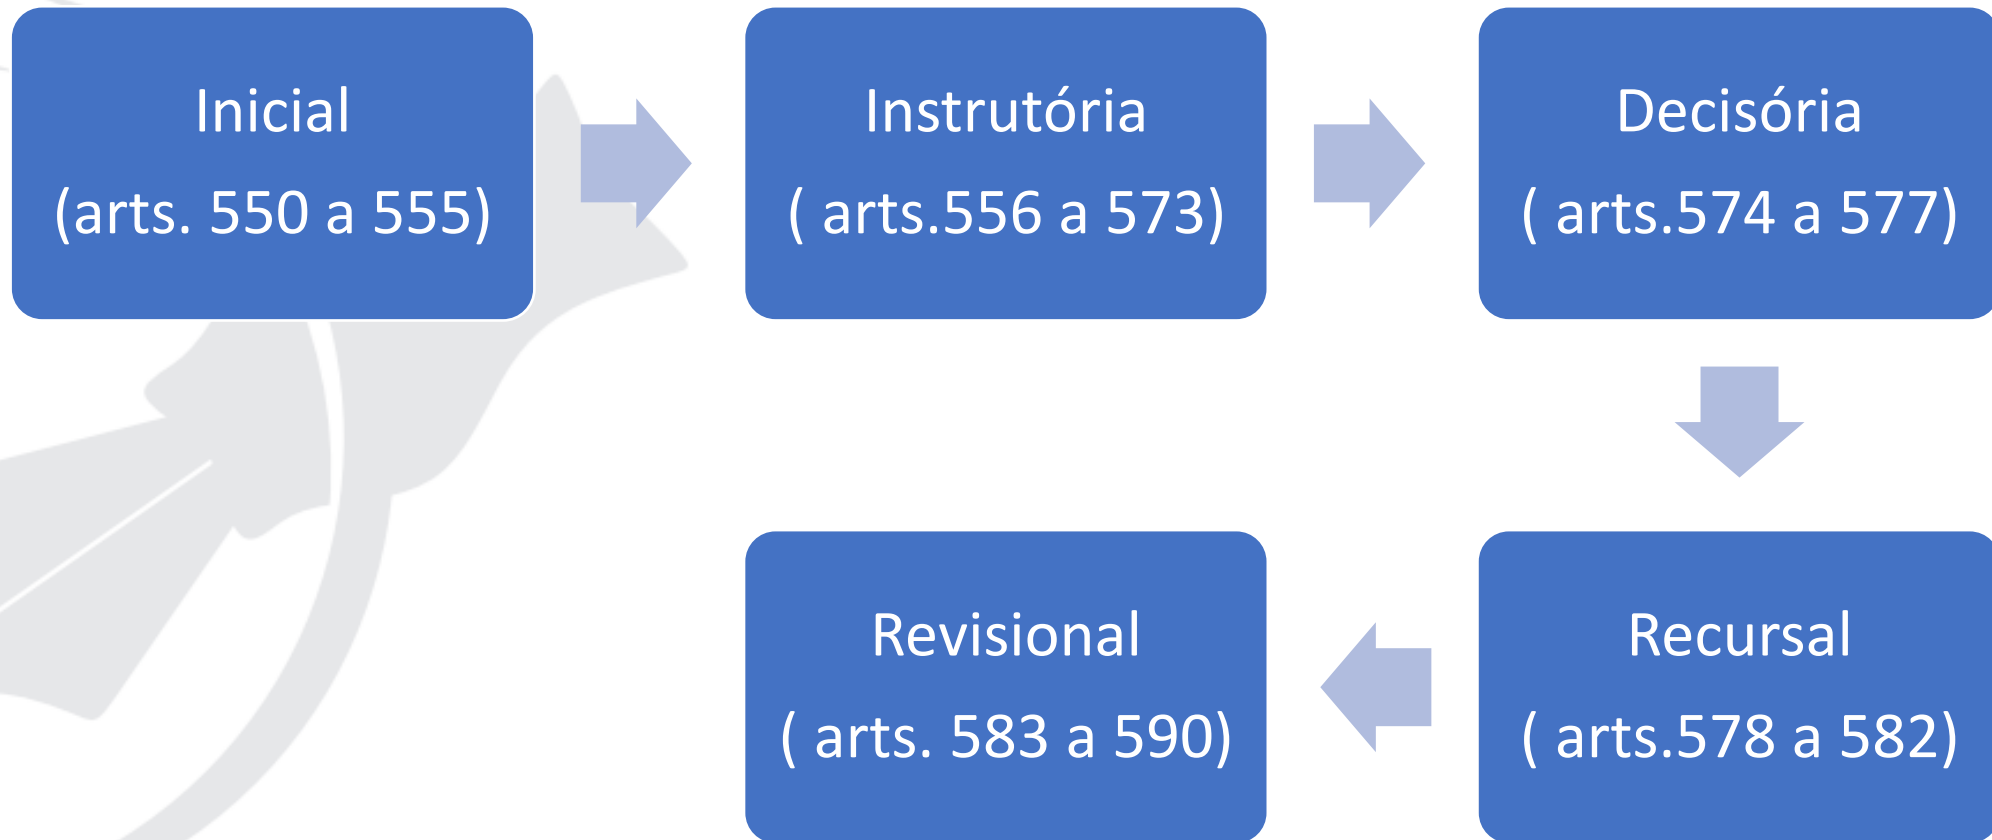 Inicial
(arts. 550 a 555)
Instrutória
( arts.556 a 573)
Decisória
( arts.574 a 577)
Recursal
( arts.578 a 582)
Revisional
( arts. 583 a 590)